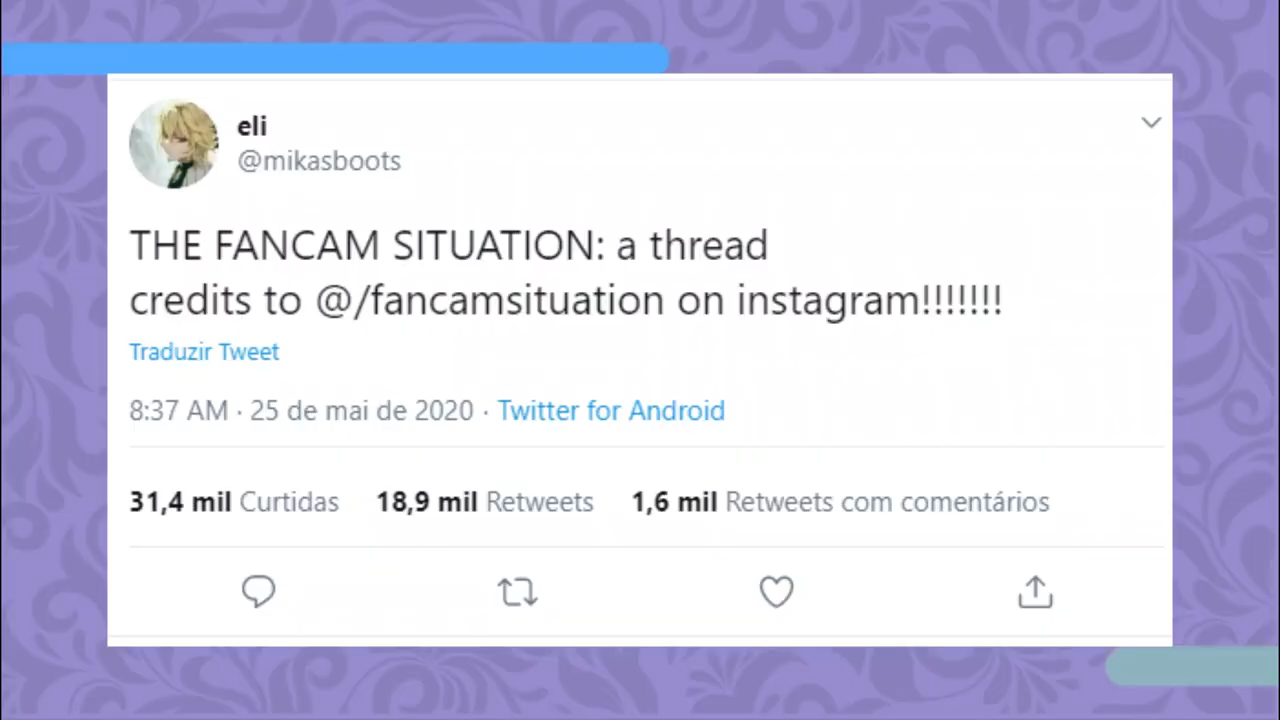 eli
@mikasboots
THE FANCAM SITUATION: a thread
credits to @/fancamsituation on instagram!!!!!!!
Traduzir Tweet
8:37 AM · 25 de mai de 2020 · Twitter for Android
31,4 mil Curtidas 18,9 mil Retweets 1,6 mil Retweets com comentários